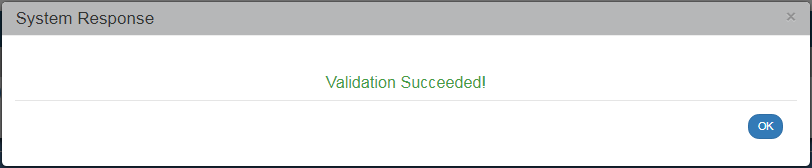 System Response
×
Validation Succeeded!
OK